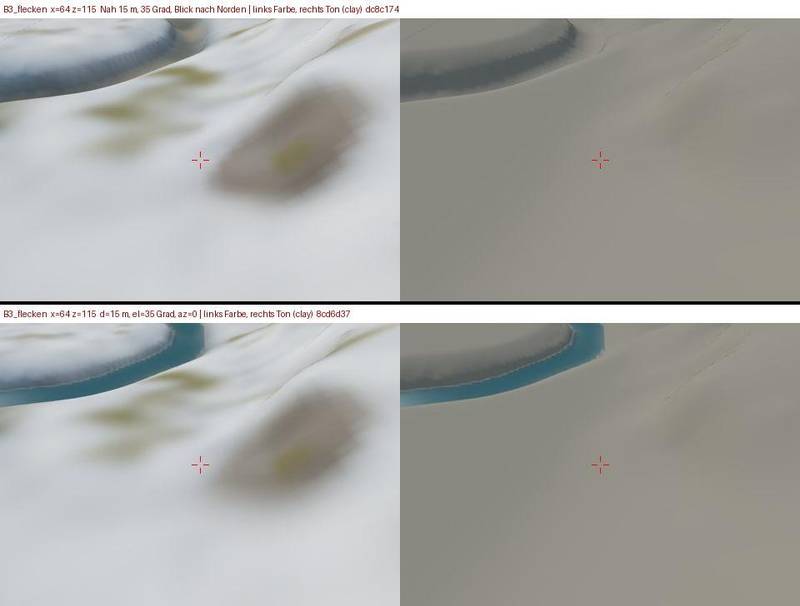 B3_flecken x=64 z=115 Nah 15 m, 35 Grad, Blick nach Norden | links Farbe, rechts Ton (clay) dc8c174
B3_flecken x=64 z=115 d=15 m, el=35 Grad, az=0 | links Farbe, rechts Ton (clay) 8cd6d37